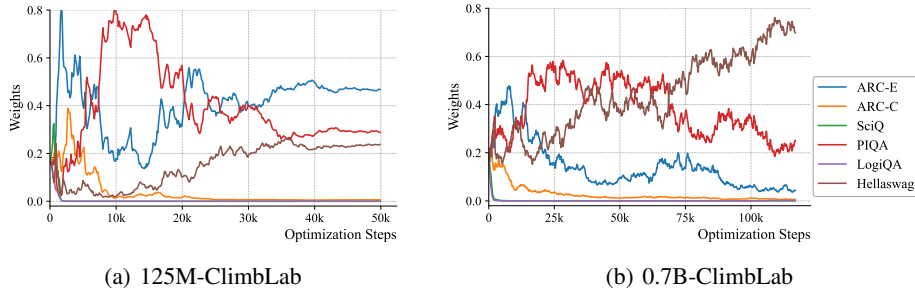 0.8
0.6
0.4
0.2
0.0
Weights
0 10k 20k 30k 40k 50k
Optimization Steps
(a) 125M-ClimbLab
0.8
0.6
0.4
0.2
0.0
Weights
0 25k 50k 75k 100k
Optimization Steps
(b) 0.7B-ClimbLab
ARC-E
ARC-C
SciQ
PIQA
LogiQA
Hellaswag